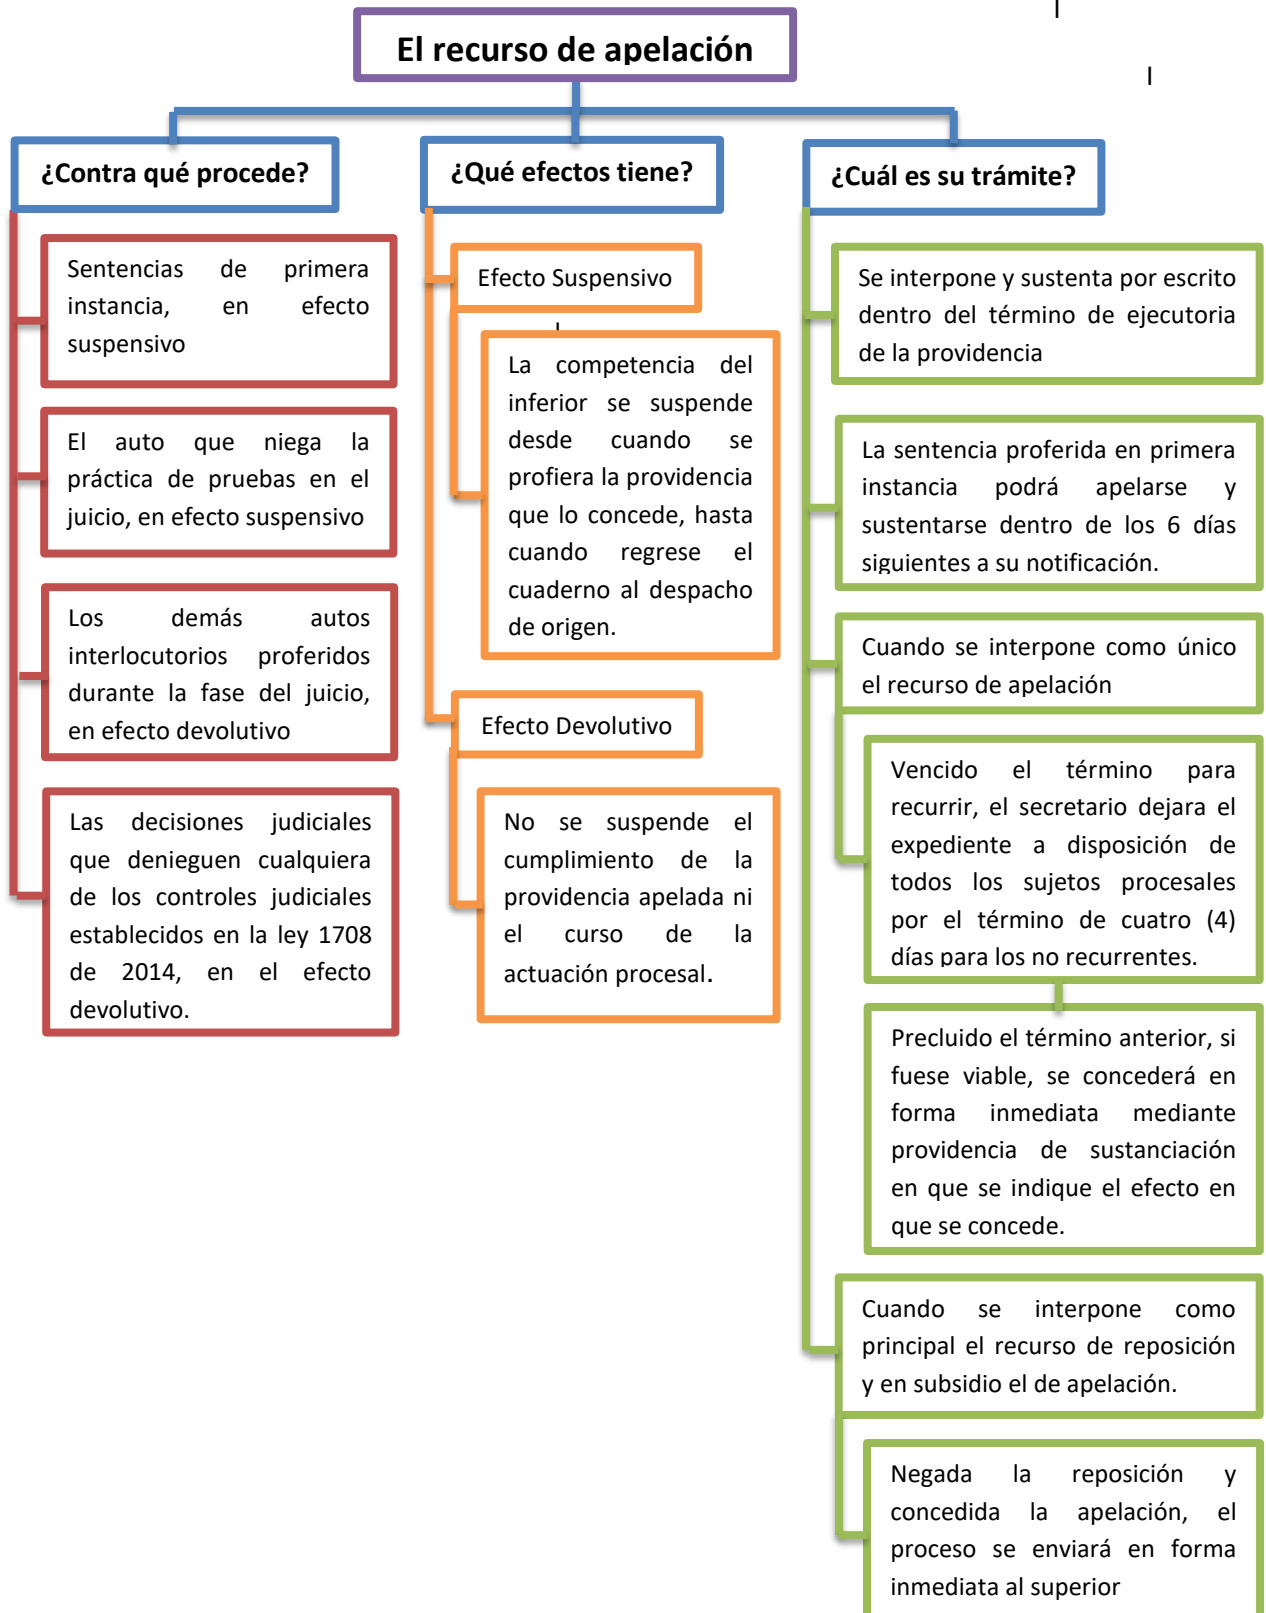 El recurso de apelación
¿Contra qué procede?
Sentencias de primera
instancia, en efecto
suspensivo
El auto que niega la
práctica de pruebas en el
juicio, en efecto suspensivo
Los demás autos
interlocutorios proferidos
durante la fase del juicio,
en efecto devolutivo
Las decisiones judiciales
que denieguen cualquiera
de los controles judiciales
establecidos en la ley 1708
de 2014, en el efecto
devolutivo.
¿Qué efectos tiene?
Efecto Suspensivo
La competencia del
inferior se suspende
desde cuando se
profiera la providencia
que lo concede, hasta
cuando regrese el
cuaderno al despacho
de origen.
Efecto Devolutivo
No se suspende el
cumplimiento de la
providencia apelada ni
el curso de la
actuación procesal.
¿Cuál es su trámite?
Se interpone y sustenta por escrito
dentro del término de ejecutoria
de la providencia
La sentencia proferida en primera
instancia podrá apelarse y
sustentarse dentro de los 6 días
siguientes a su notificación.
Cuando se interpone como único
el recurso de apelación
Vencido el término para
recurrir, el secretario dejara el
expediente a disposición de
todos los sujetos procesales
por el término de cuatro (4)
días para los no recurrentes.
Precluido el término anterior, si
fuese viable, se concederá en
forma inmediata mediante
providencia de sustanciación
en que se indique el efecto en
que se concede.
Cuando se interpone como
principal el recurso de reposición
y en subsidio el de apelación.
Negada la reposición y
concedida la apelación, el
proceso se enviará en forma
inmediata al superior